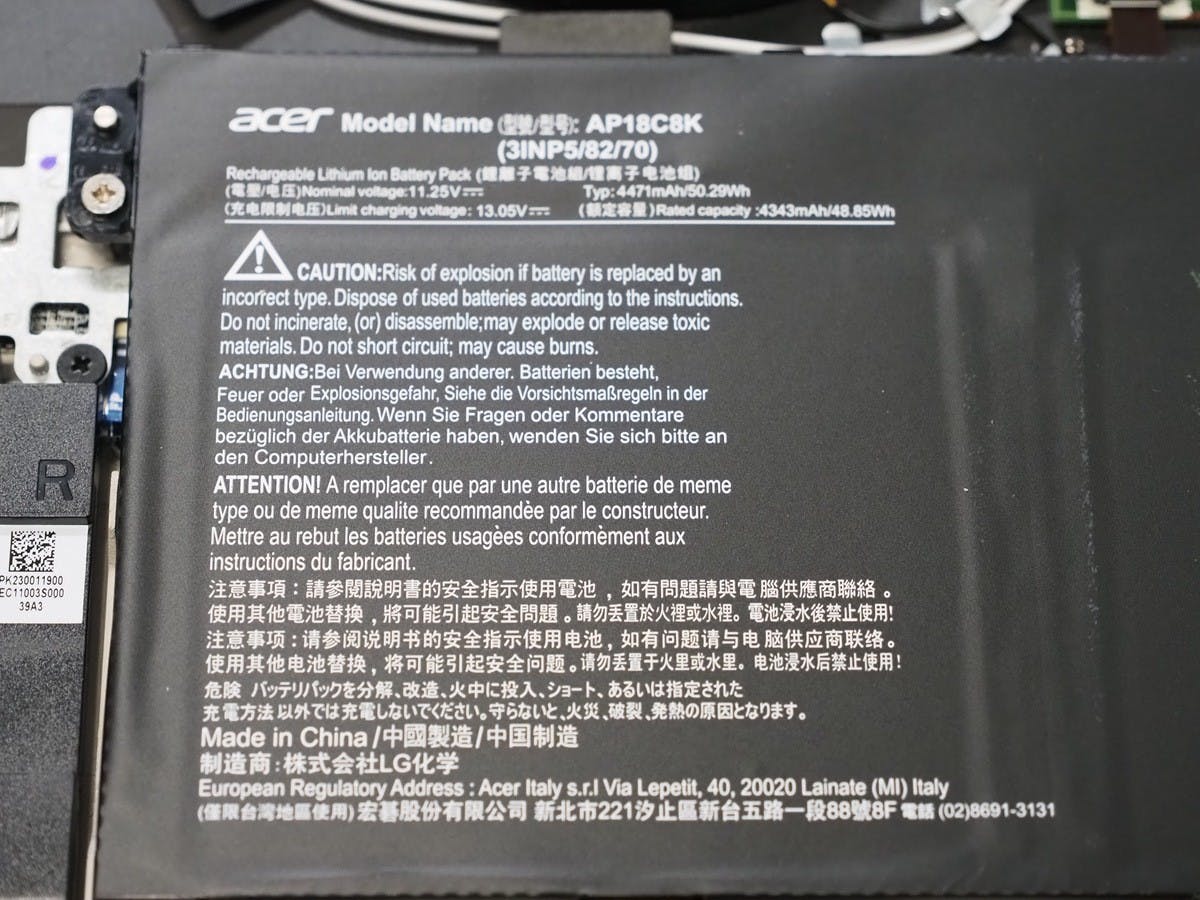 acer Model Name (型號/型号): AP18C8K
(3INP5/82/70)
Rechargeable Lithium Ion Battery Pack (鋰離子電池組/锂离子电池组)
(電壓/电压)Nominal voltage:11.25V⎓ Typ:4471mAh/50.29Wh
(充电限制电压)Limit charging voltage: 13.05V⎓ (額定容量)Rated capacity :4343mAh/48.85Wh
CAUTION:Risk of explosion if battery is replaced by an
incorrect type. Dispose of used batteries according to the instructions.
Do not incinerate, (or) disassemble;may explode or release toxic
materials. Do not short circuit; may cause burns.
ACHTUNG:Bei Verwendung anderer. Batterien besteht,
Feuer oder Explosionsgefahr, Siehe die Vorsichtsmaßregeln in der
Bedienungsanleitung. Wenn Sie Fragen oder Kommentare
bezüglich der Akkubatterie haben, wenden Sie sich bitte an
den Computerhersteller.
ATTENTION! A remplacer que par une autre batterie de meme
type ou de meme qualite recommandèe par le constructeur.
Mettre au rebut les batteries usagèes conformèment aux
instructions du fabricant.
注意事項：請參閱說明書的安全指示使用電池，如有問題請與電 腦供應商聯絡。
使用其他電池替換，將可能引起安全問題。請勿丟置於火裡或水裡。電池浸水後禁止使用!
注意事项：请参阅说明书的安全指示使用电池，如有问题请与电 脑供应商联络。
使用其他电池替换，将可能引起安全问题。请勿丢置于火里或水里。电池浸水后禁止使用!
危険 バッテリパックを分解、改造、火中に投入、ショート、あるいは指定された
充電方法以外では充電しないでください。守らないと、火災、破裂、発熱の原因となります。
Made in China/中國製造/中国制造
制造商:株式会社LG化学
European Regulatory Address : Acer Italy s.r.l Via Lepetit, 40, 20020 Lainate (MI) Italy
(僅限台灣地區使用) 宏碁股份有限公司 新北市221汐止區新台五路一段88號8F 電話 (02)8691-3131
R
PK230011900
EC11003S000
39A3